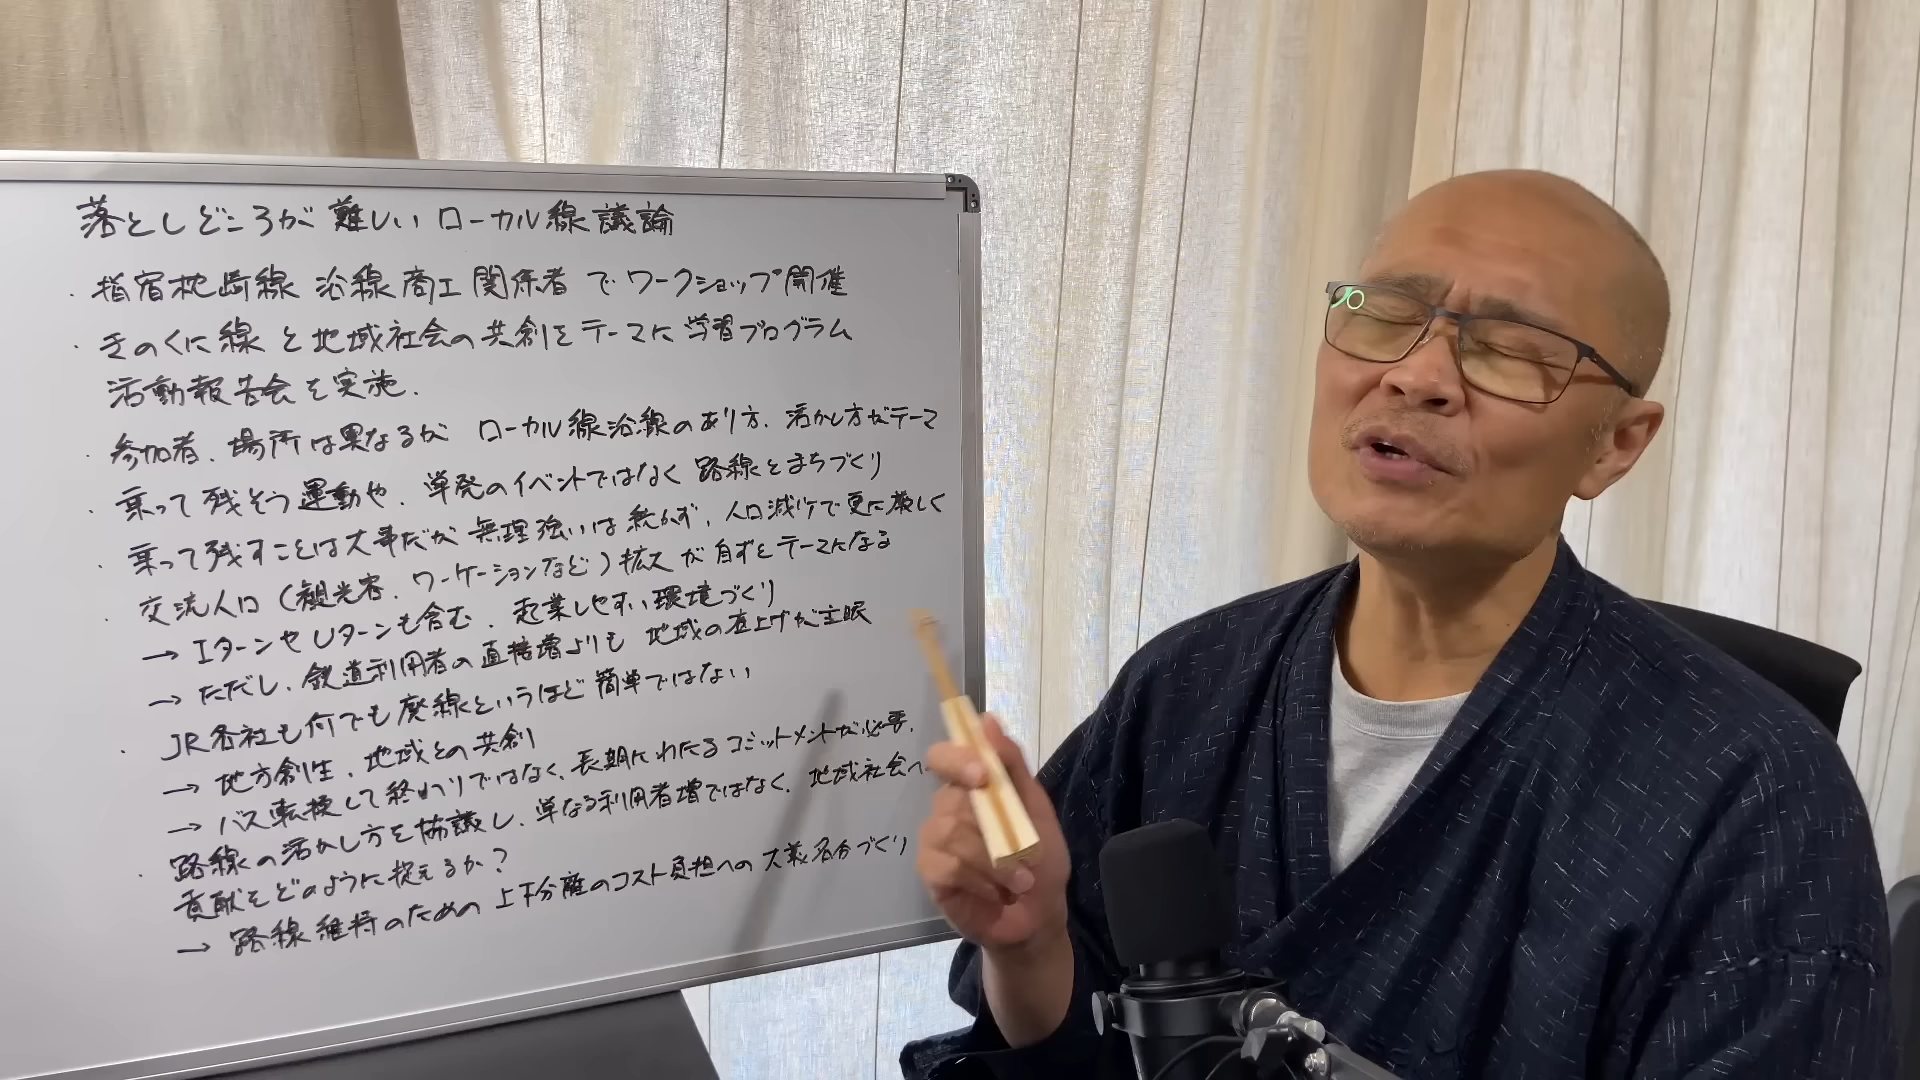 落としどころが難しいローカル線議論
・指宿枕崎線 沿線商工関係者でワークショップ開催
・きのくに線と地域社会の共創をテーマに学習プログラム
活動報告会を実施.
・参加者、場所は異なるが ローカル線沿線のあり方、活かし方がテーマ
・乗って残そう運動や、単発のイベントではなく 路線とまちづくり
・乗って残すことは大事だが無理強いは続かず、人口減少で更に厳しく
・交流人口(観光客、ワーケーションなど)拡大が自ずとテーマになる
→ IターンやUターンも含む、起業しやすい環境づくり
→ ただし、鉄道利用者の直接増よりも 地域の底上げが主眼
・JR各社も何でも廃線というほど簡単ではない
→ 地方創生、地域との共創
→ バス転換して終わりではなく、長期にわたるコミットメントが必要.
・路線の活かし方を協議し、単なる利用者増ではなく、地域社会へ
貢献をどのように捉えるか?
→ 路線維持のための上下分離のコスト負担への大義名分づくり